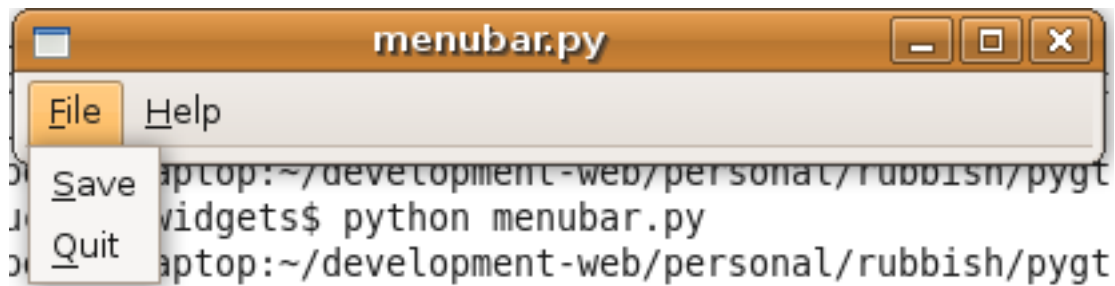 menubar.py
File Help
Save
Quit
aptop:~/development-web/personal/rubbish/pygt
widgets$ python menubar.py
aptop:~/development-web/personal/rubbish/pygt